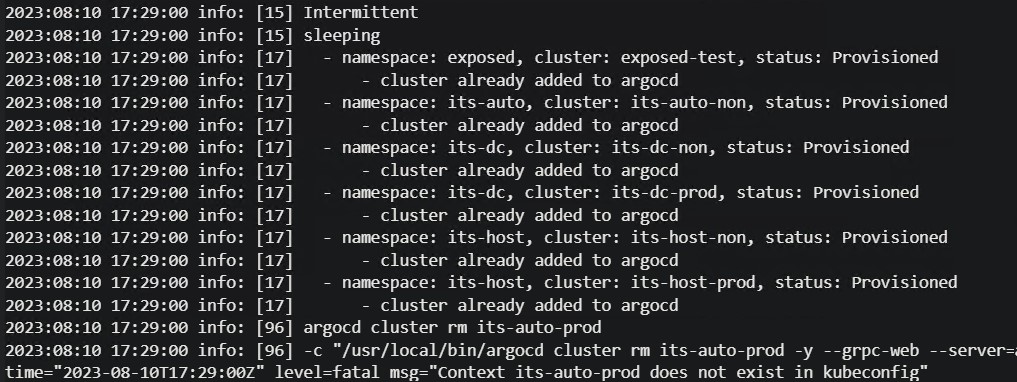 2023:08:10 17:29:00 info: [15] Intermittent
2023:08:10 17:29:00 info: [15] sleeping
2023:08:10 17:29:00 info: [17]   - namespace: exposed, cluster: exposed-test, status: Provisioned
2023:08:10 17:29:00 info: [17]       - cluster already added to argocd
2023:08:10 17:29:00 info: [17]   - namespace: its-auto, cluster: its-auto-non, status: Provisioned
2023:08:10 17:29:00 info: [17]       - cluster already added to argocd
2023:08:10 17:29:00 info: [17]   - namespace: its-dc, cluster: its-dc-non, status: Provisioned
2023:08:10 17:29:00 info: [17]       - cluster already added to argocd
2023:08:10 17:29:00 info: [17]   - namespace: its-dc, cluster: its-dc-prod, status: Provisioned
2023:08:10 17:29:00 info: [17]       - cluster already added to argocd
2023:08:10 17:29:00 info: [17]   - namespace: its-host, cluster: its-host-non, status: Provisioned
2023:08:10 17:29:00 info: [17]       - cluster already added to argocd
2023:08:10 17:29:00 info: [17]   - namespace: its-host, cluster: its-host-prod, status: Provisioned
2023:08:10 17:29:00 info: [17]       - cluster already added to argocd
2023:08:10 17:29:00 info: [96] argocd cluster rm its-auto-prod
2023:08:10 17:29:00 info: [96] -c "/usr/local/bin/argocd cluster rm its-auto-prod -y --grpc-web --server=
time="2023-08-10T17:29:00Z" level=fatal msg="Context its-auto-prod does not exist in kubeconfig"